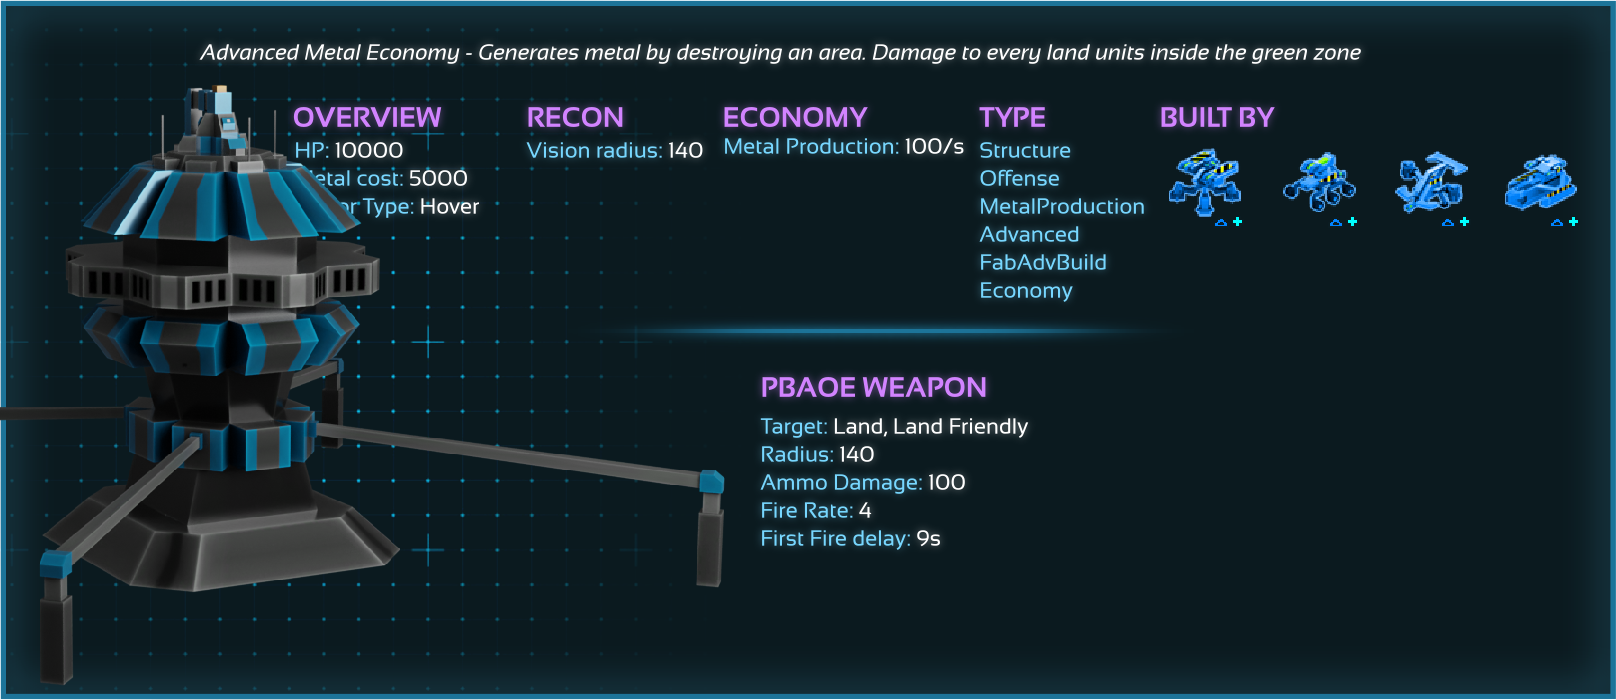 Advanced Metal Economy - Generates metal by destroying an area. Damage to every land units inside the green zone
OVERVIEW
HP: 10000
cost: 5000
Type: Hover
RECON
Vision radius: 140
ECONOMY
Metal Production: 100/s
TYPE
Structure
Offense
MetalProduction
Advanced
FabAdvBuild
Economy
BUILT BY
PBAOE WEAPON
Target: Land, Land Friendly
Radius: 140
Ammo Damage: 100
Fire Rate: 4
First Fire delay: 9s